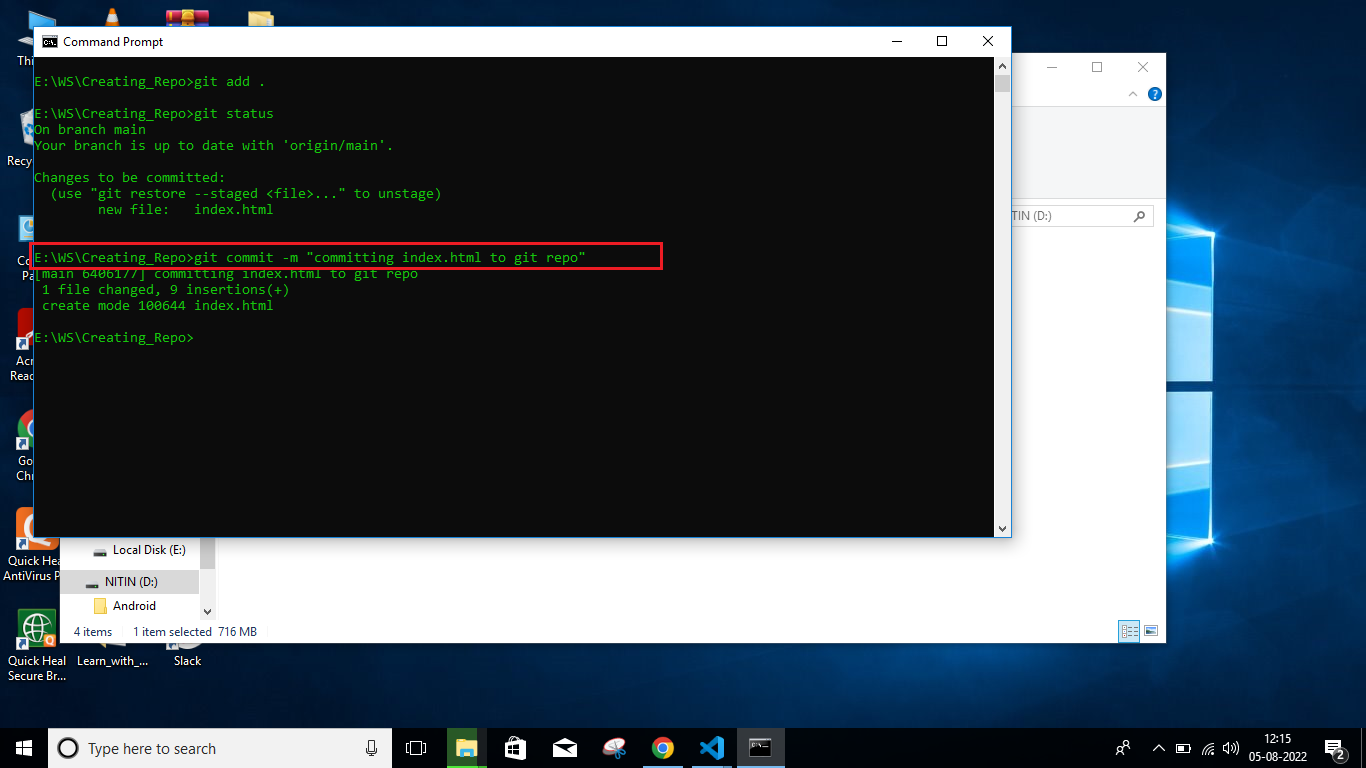 Command Prompt
E:\WS\Creating_Repo>git add .
E:\WS\Creating_Repo>git status
On branch main
Your branch is up to date with 'origin/main'.
Changes to be committed:
  (use "git restore --staged <file>..." to unstage)
        new file:   index.html
E:\WS\Creating_Repo>git commit -m "committing index.html to git repo"
[main 6406177] committing index.html to git repo
 1 file changed, 9 insertions(+)
 create mode 100644 index.html
E:\WS\Creating_Repo>
TIN (D:)
Thi
Recy
Co
Pa
Acr
Reac
Go
Chr
Quick Hea
AntiVirus P
Quick Heal
Secure Br...
Learn_with_...
Slack
Local Disk (E:)
NITIN (D:)
Android
4 items
1 item selected 716 MB
Type here to search
12:15
05-08-2022
2